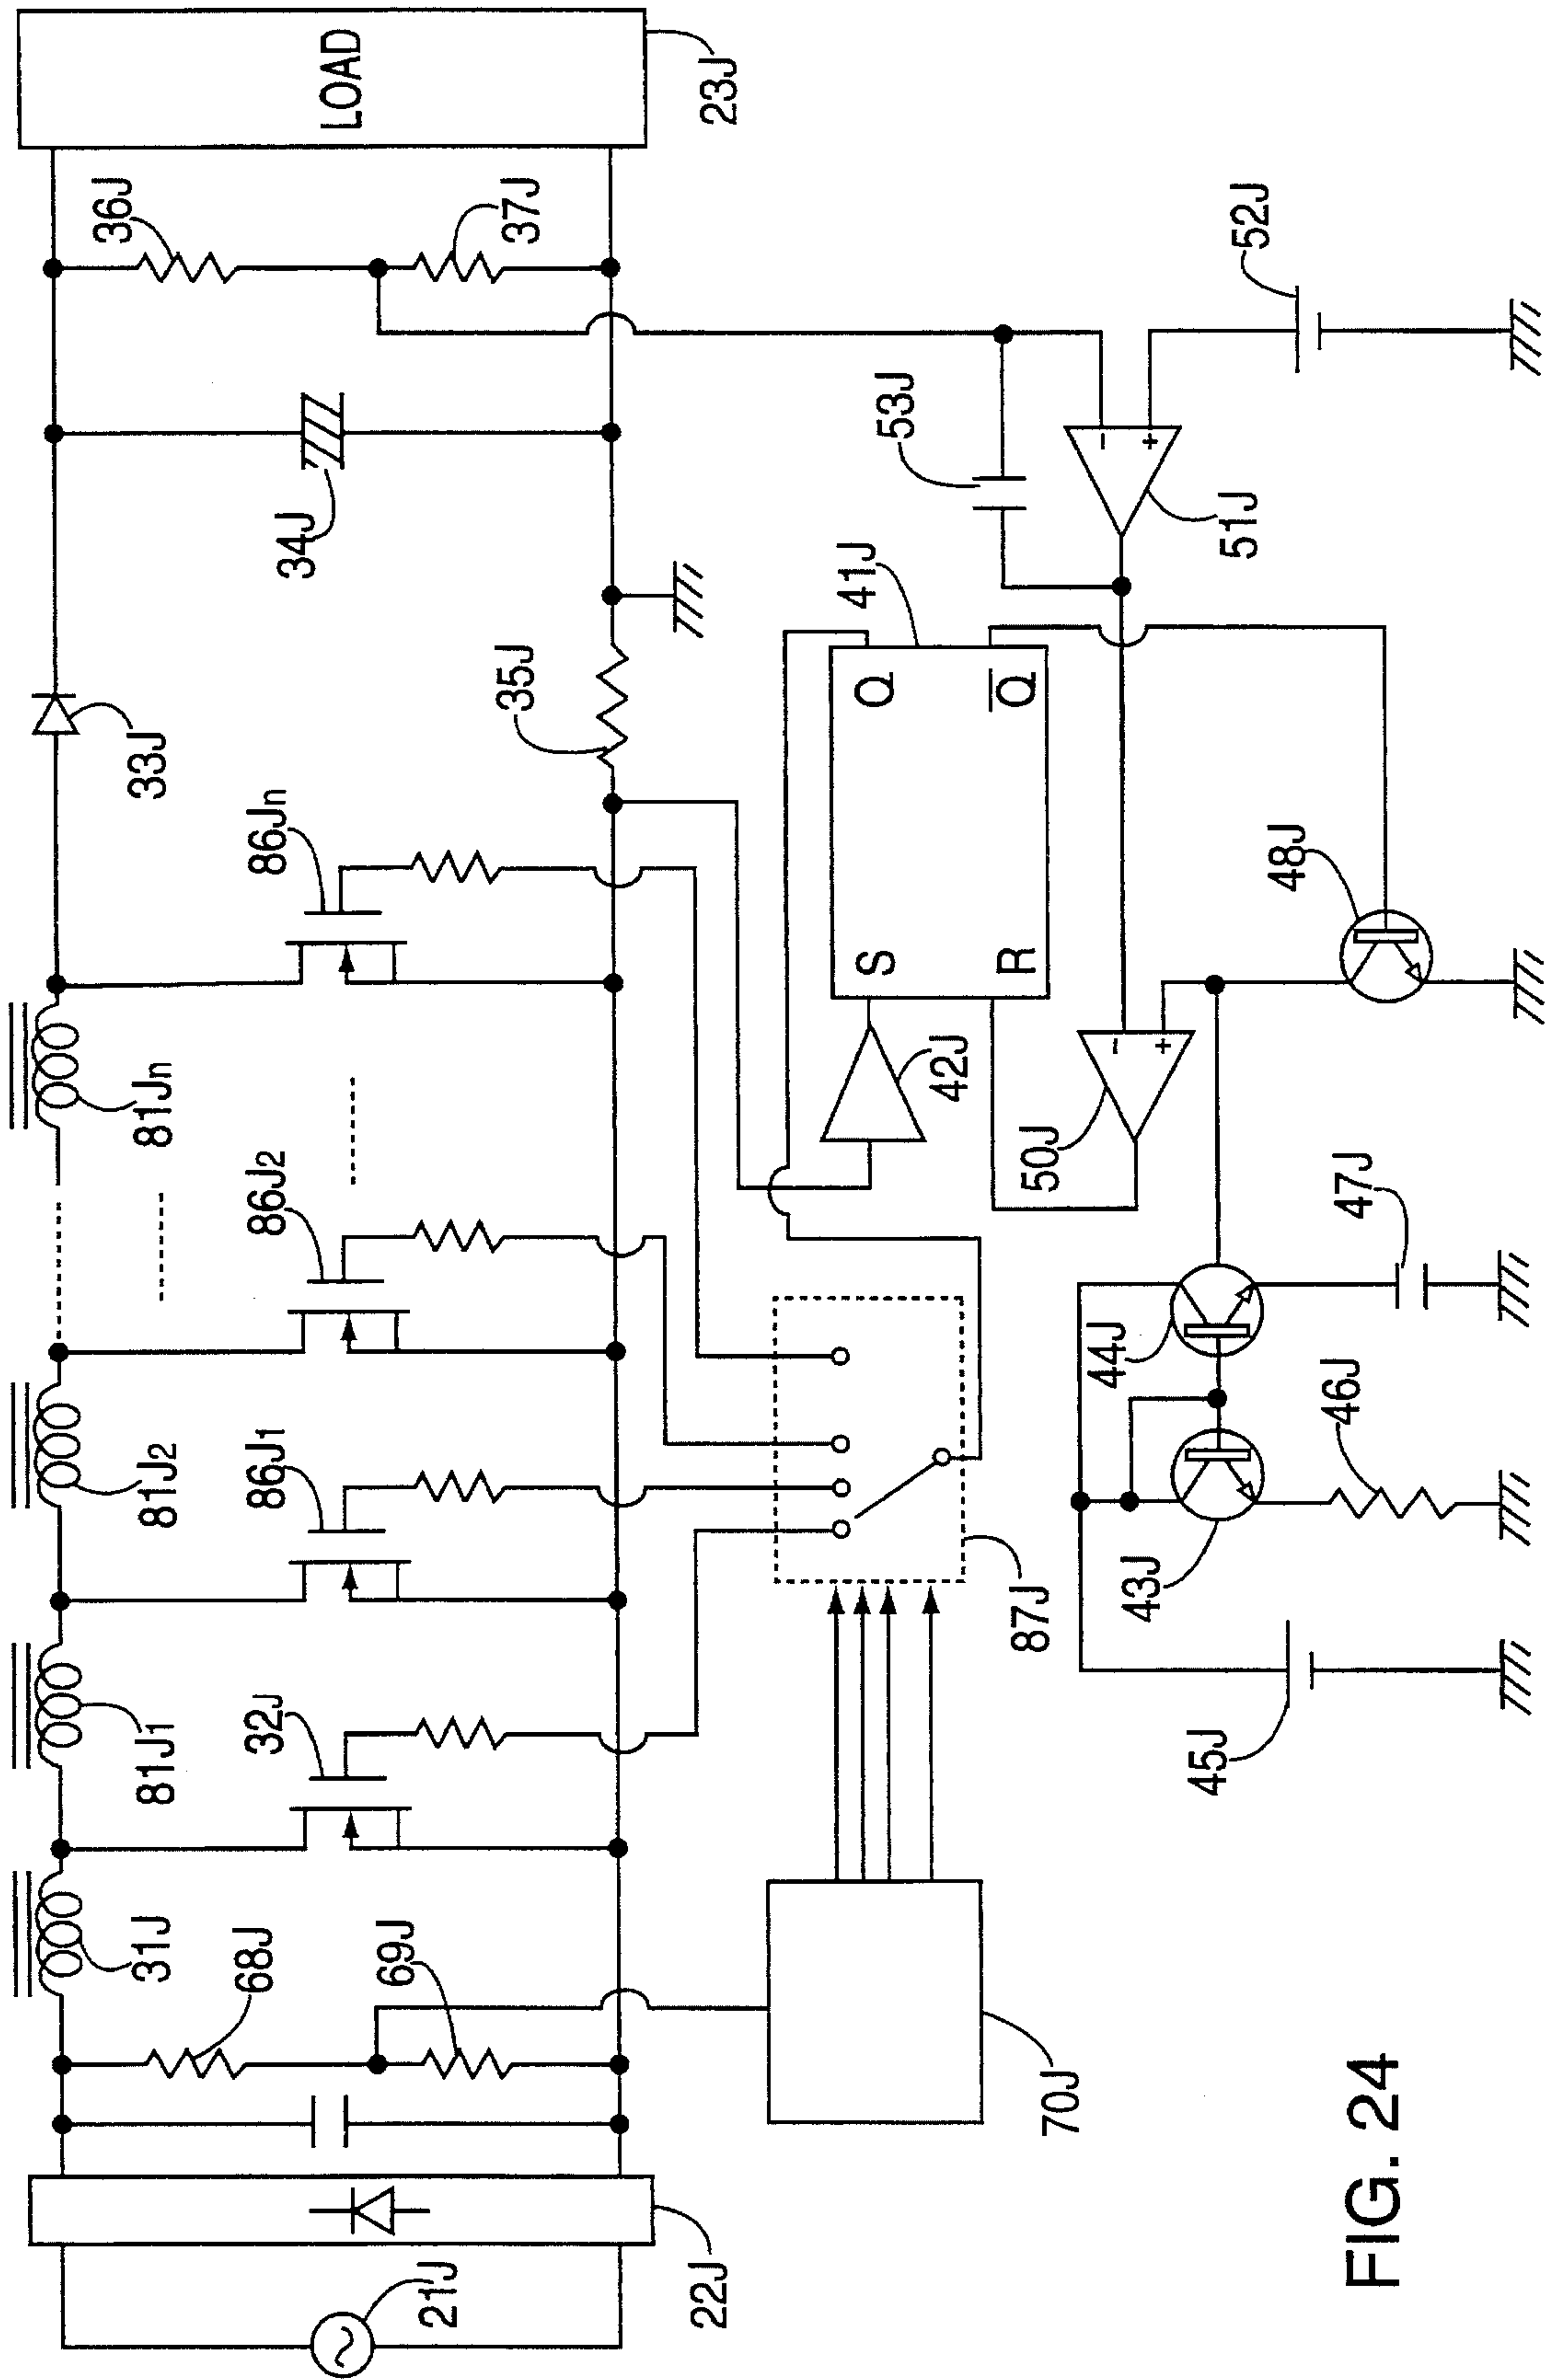 LOAD
23J
36J
37J
52J
34J
53J
51J
33J
35J
41J
Q
Q
S
R
86Jn
48J
81Jn
42J
50J
86J2
47J
44J
46J
81J2
86J1
43J
87J
81J1
32J
45J
31J
68J
69J
70J
22J
21J
- +
- +
FIG. 24